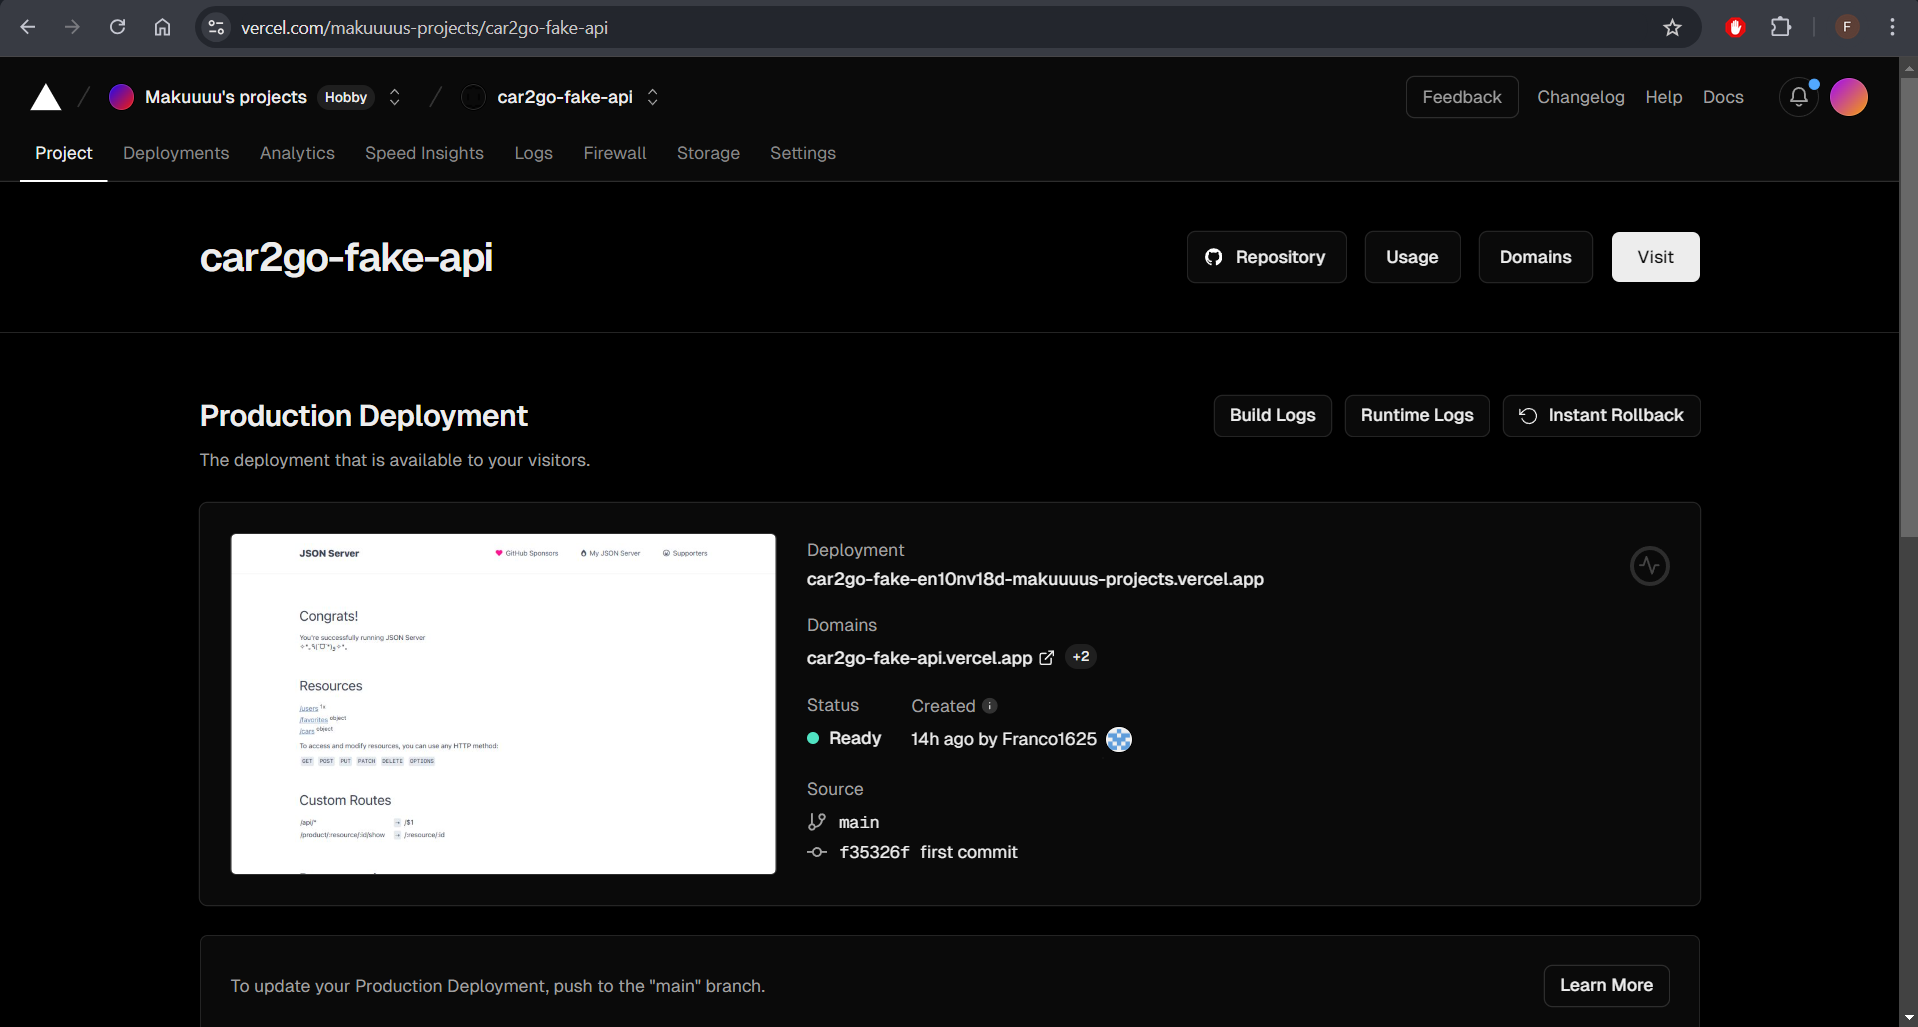 vercel.com/makuuuus-projects/car2go-fake-api
F
Makuuuu's projects Hobby
car2go-fake-api
Feedback
Changelog
Help
Docs
Project
Deployments
Analytics
Speed Insights
Logs
Firewall
Storage
Settings
car2go-fake-api
Repository
Usage
Domains
Visit
Production Deployment
Build Logs
Runtime Logs
Instant Rollback
The deployment that is available to your visitors.
JSON Server
GitHub Sponsors
My JSON Server
Supporters
Congrats!
You're successfully running JSON Server
Resources
/users 1x
/favorites object
/cars object
To access and modify resources, you can use any HTTP method:
GET POST PUT PATCH DELETE OPTIONS
Custom Routes
/api/* → /$1
/product/:resource/:id/show → /:resource/:id
Deployment
car2go-fake-en10nv18d-makuuuus-projects.vercel.app
Domains
car2go-fake-api.vercel.app +2
Status
Created
Ready
14h ago by Franco1625
Source
main
f35326f first commit
To update your Production Deployment, push to the "main" branch.
Learn More